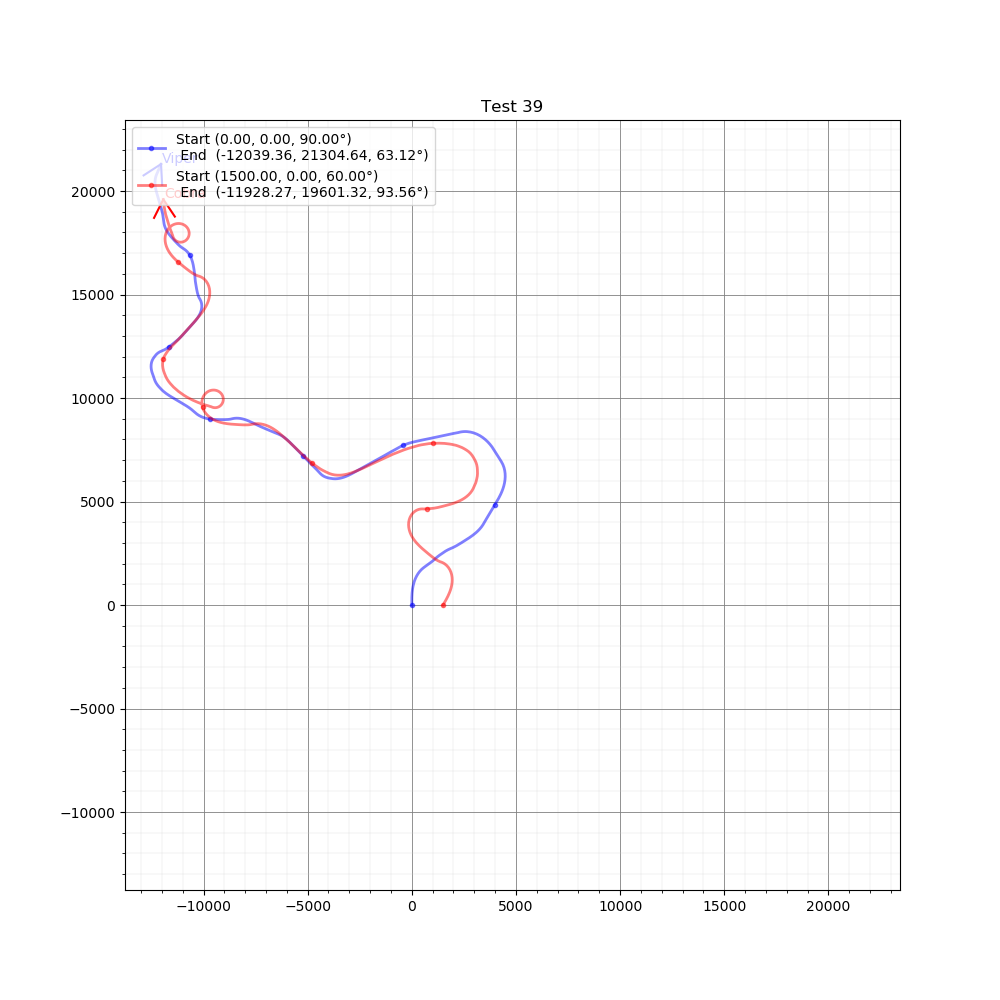 Test 39
Start (0.00, 0.00, 90.00°)
End (-12039.36, 21304.64, 63.12°)
Start (1500.00, 0.00, 60.00°)
End (-11928.27, 19601.32, 93.56°)
20000
15000
10000
5000
0
−5000
−10000
−10000 −5000 0 5000 10000 15000 20000